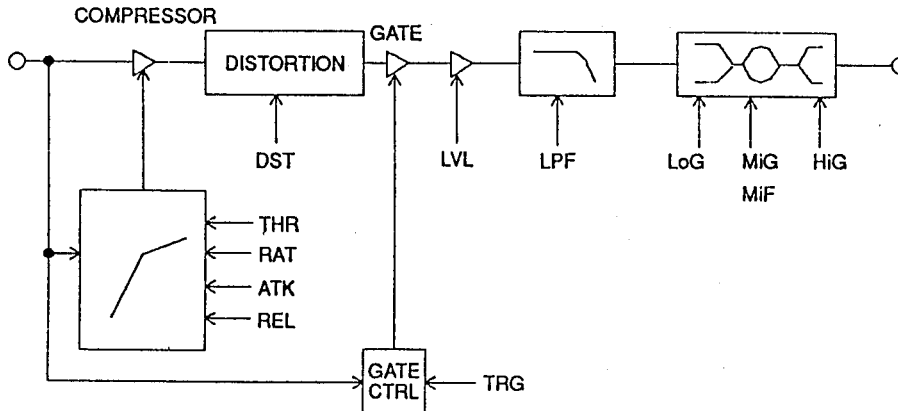 COMPRESSOR
GATE
DISTORTION
DST
LVL
LPF
LoG
MiG
HiG
MiF
THR
RAT
ATK
REL
GATE
CTRL
TRG